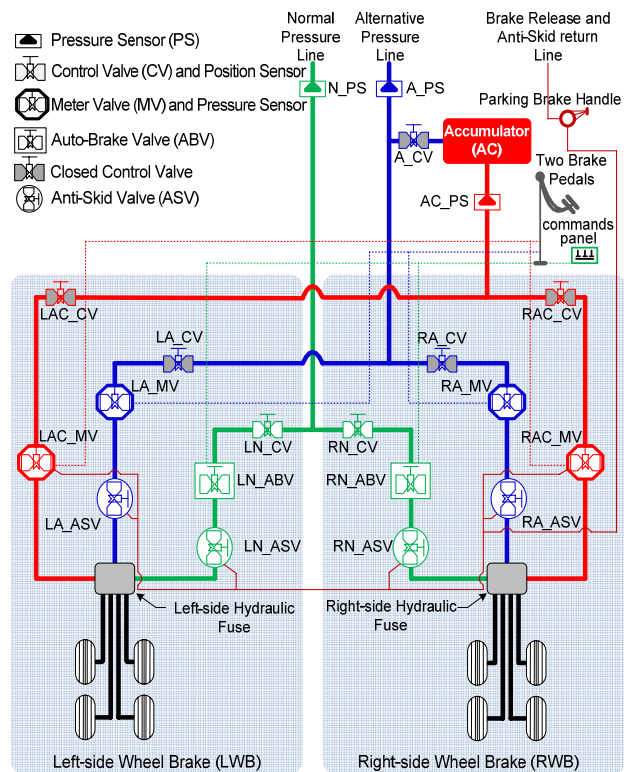 Pressure Sensor (PS)
Control Valve (CV) and Position Sensor
Meter Valve (MV) and Pressure Sensor
Auto-Brake Valve (ABV)
Closed Control Valve
Anti-Skid Valve (ASV)
Normal
Pressure
Line
Alternative
Pressure
Line
Brake Release and
Anti-Skid return
Line
N_PS
A_PS
Parking Brake Handle
A_CV
Accumulator
(AC)
Two Brake
Pedals
AC_PS
commands
panel
LAC_CV
RAC_CV
LA_CV
RA_CV
LA_MV
RA_MV
LAC_MV
RAC_MV
LN_CV
RN_CV
LN_ABV
RN_ABV
LA_ASV
RA_ASV
LN_ASV
RN_ASV
Left-side Hydraulic
Fuse
Right-side Hydraulic
Fuse
Left-side Wheel Brake (LWB)
Right-side Wheel Brake (RWB)